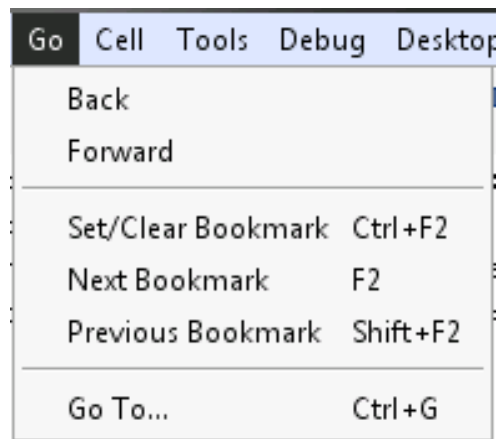 Go Cell Tools Debug Desktop
Back
Forward
Set/Clear Bookmark Ctrl+F2
Next Bookmark F2
Previous Bookmark Shift+F2
Go To... Ctrl+G